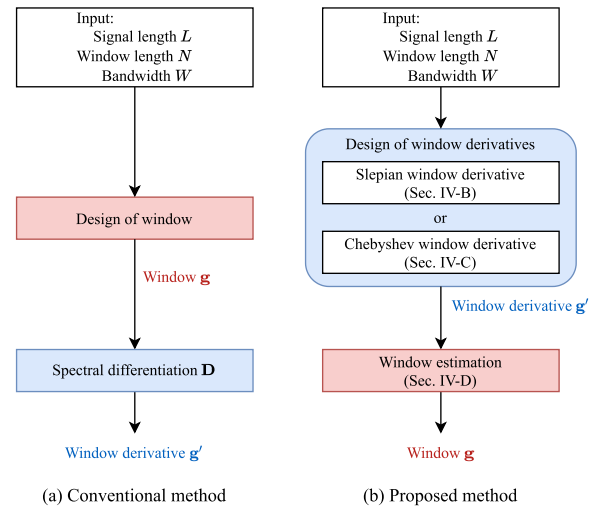 Input:
Signal length L
Window length N
Bandwidth W
Design of window
Window g
Spectral differentiation D
Window derivative g′
(a) Conventional method
Input:
Signal length L
Window length N
Bandwidth W
Design of window derivatives
Slepian window derivative
(Sec. IV-B)
or
Chebyshev window derivative
(Sec. IV-C)
Window derivative g′
Window estimation
(Sec. IV-D)
Window g
(b) Proposed method